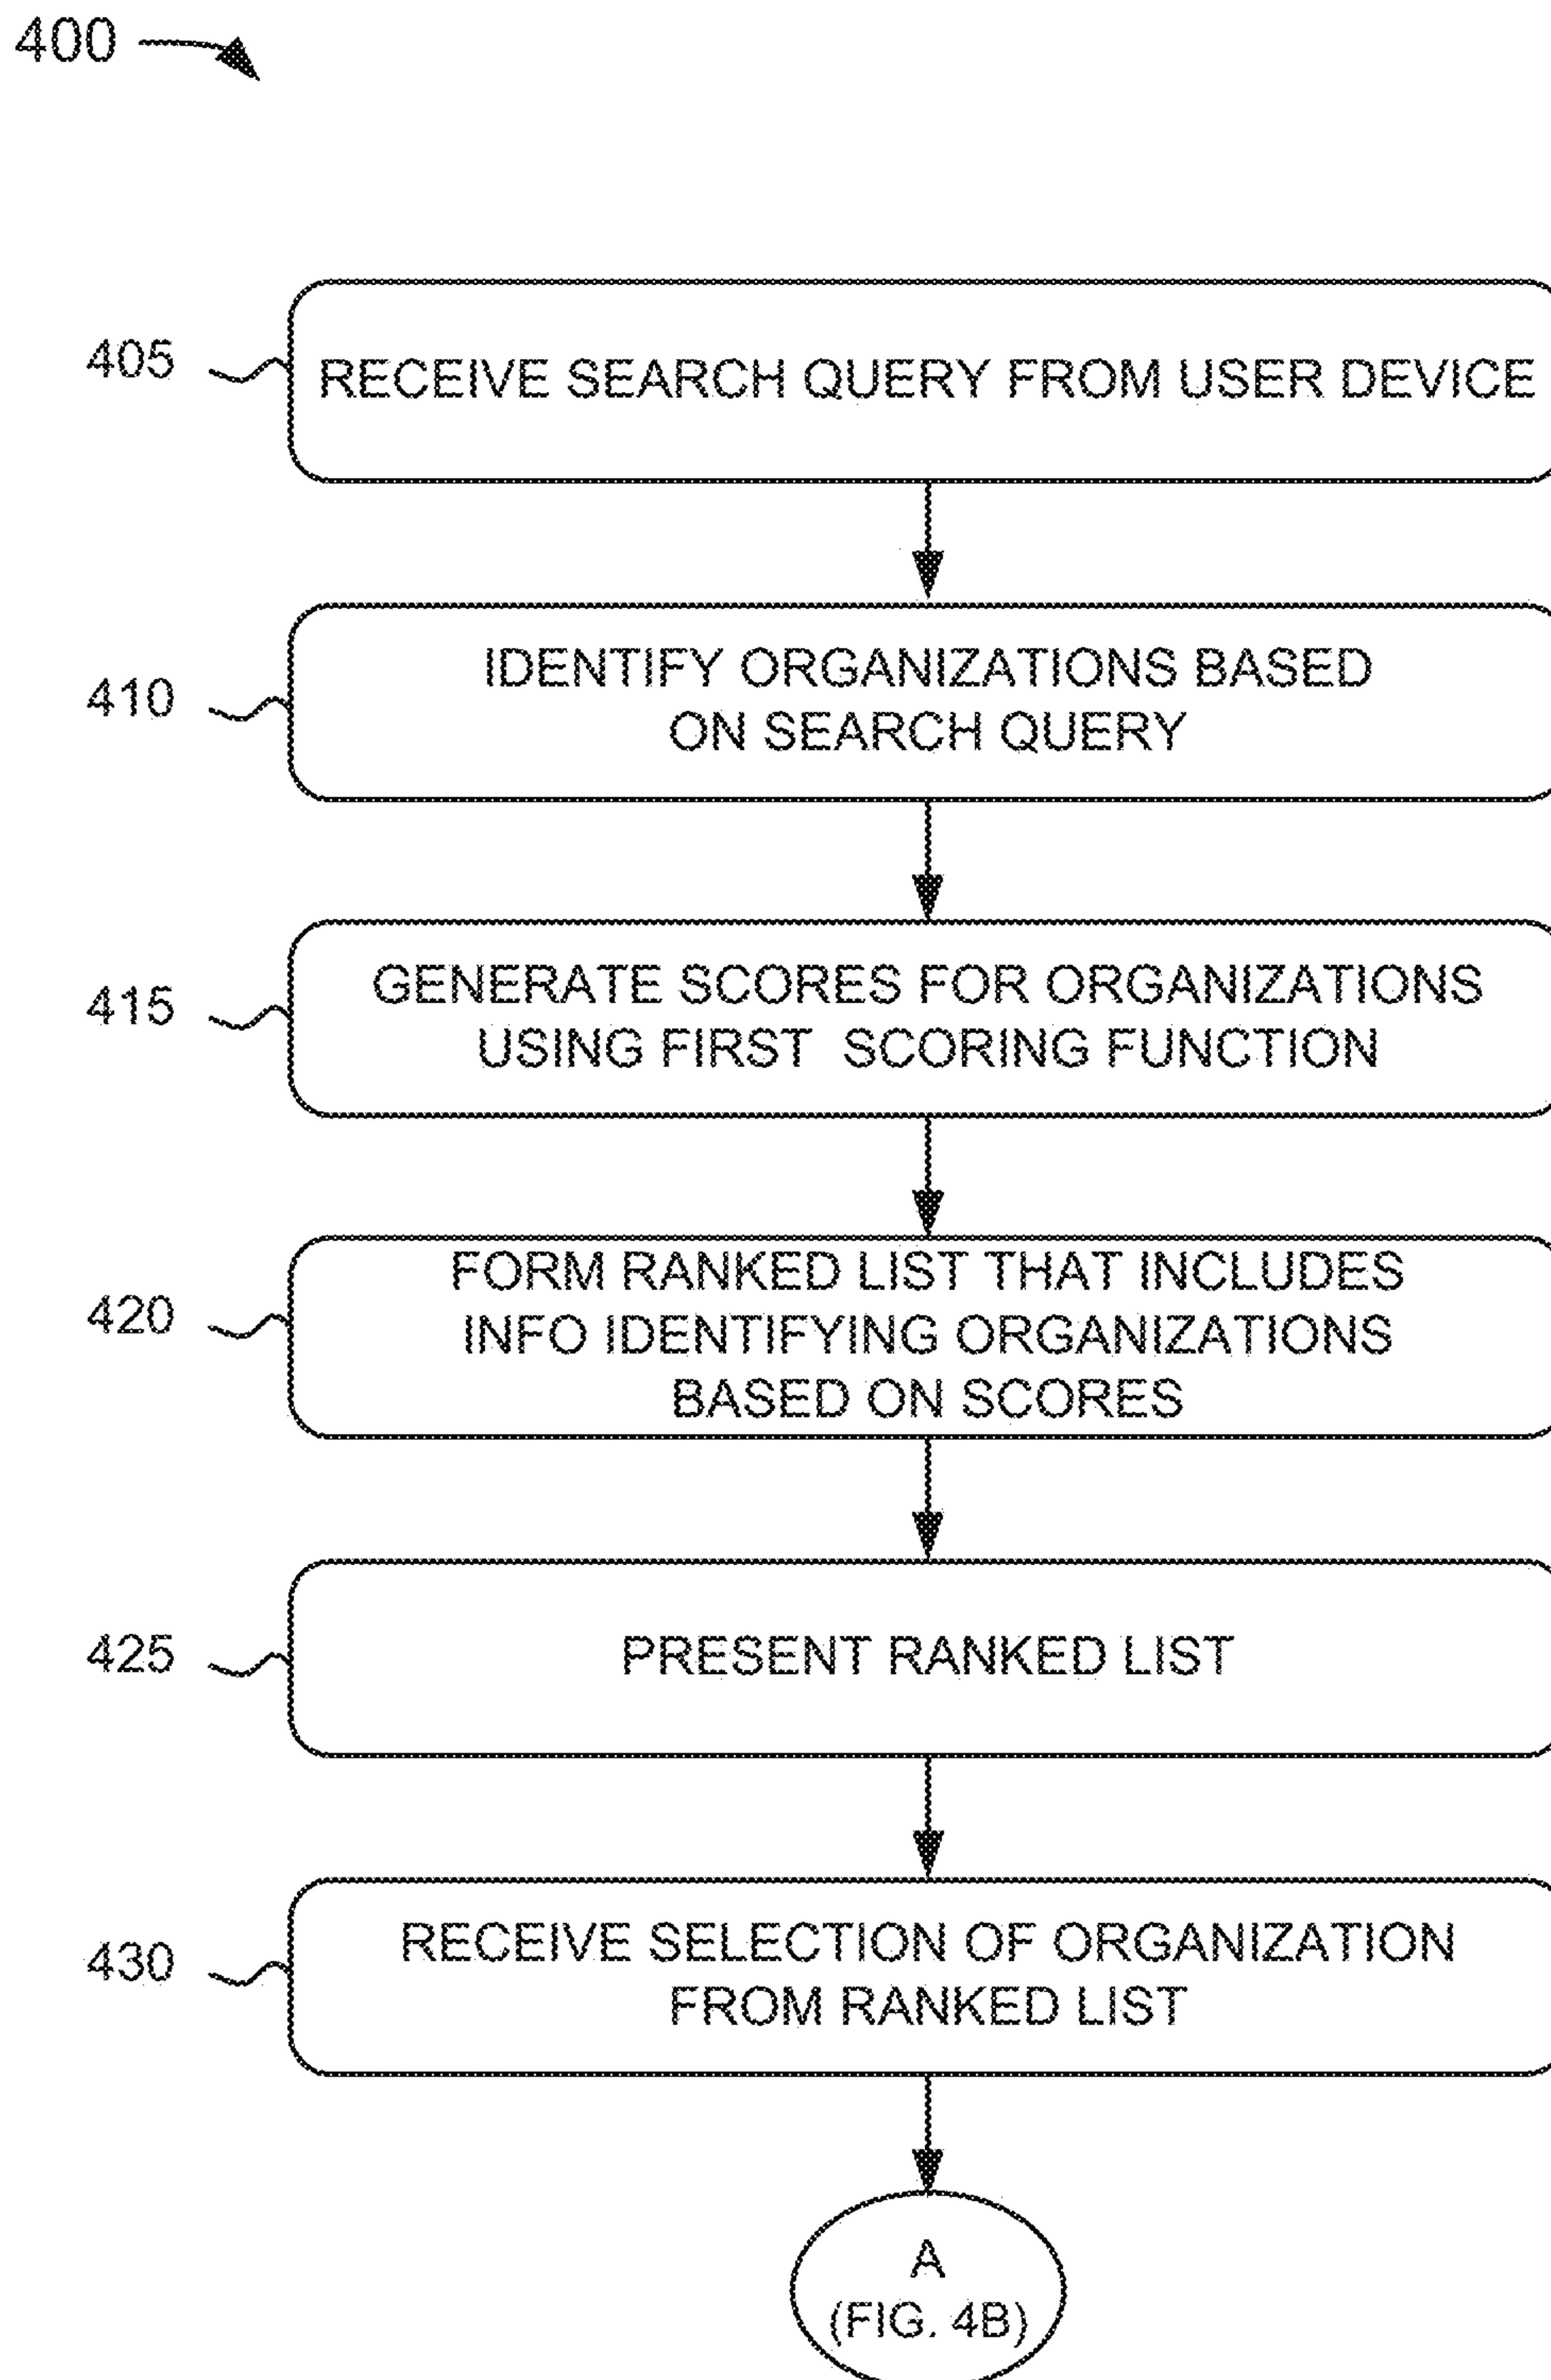 400
405
RECEIVE SEARCH QUERY FROM USER DEVICE
410
IDENTIFY ORGANIZATIONS BASED
ON SEARCH QUERY
415
GENERATE SCORES FOR ORGANIZATIONS
USING FIRST SCORING FUNCTION
420
FORM RANKED LIST THAT INCLUDES
INFO IDENTIFYING ORGANIZATIONS
BASED ON SCORES
425
PRESENT RANKED LIST
430
RECEIVE SELECTION OF ORGANIZATION
FROM RANKED LIST
A
(FIG. 4B)